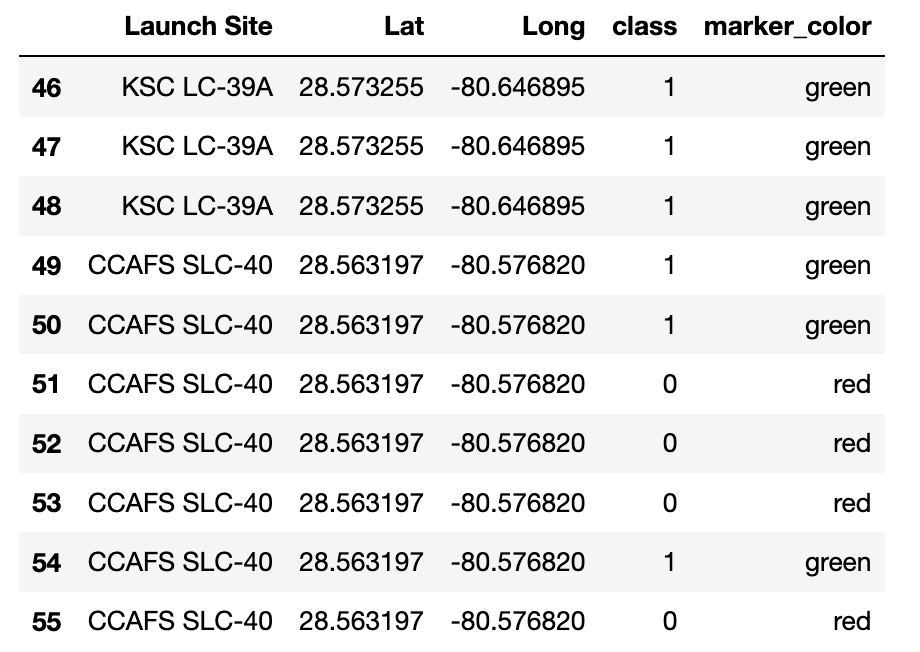 Launch Site Lat Long class marker_color
46 KSC LC-39A 28.573255 -80.646895 1 green
47 KSC LC-39A 28.573255 -80.646895 1 green
48 KSC LC-39A 28.573255 -80.646895 1 green
49 CCAFS SLC-40 28.563197 -80.576820 1 green
50 CCAFS SLC-40 28.563197 -80.576820 1 green
51 CCAFS SLC-40 28.563197 -80.576820 0 red
52 CCAFS SLC-40 28.563197 -80.576820 0 red
53 CCAFS SLC-40 28.563197 -80.576820 0 red
54 CCAFS SLC-40 28.563197 -80.576820 1 green
55 CCAFS SLC-40 28.563197 -80.576820 0 red